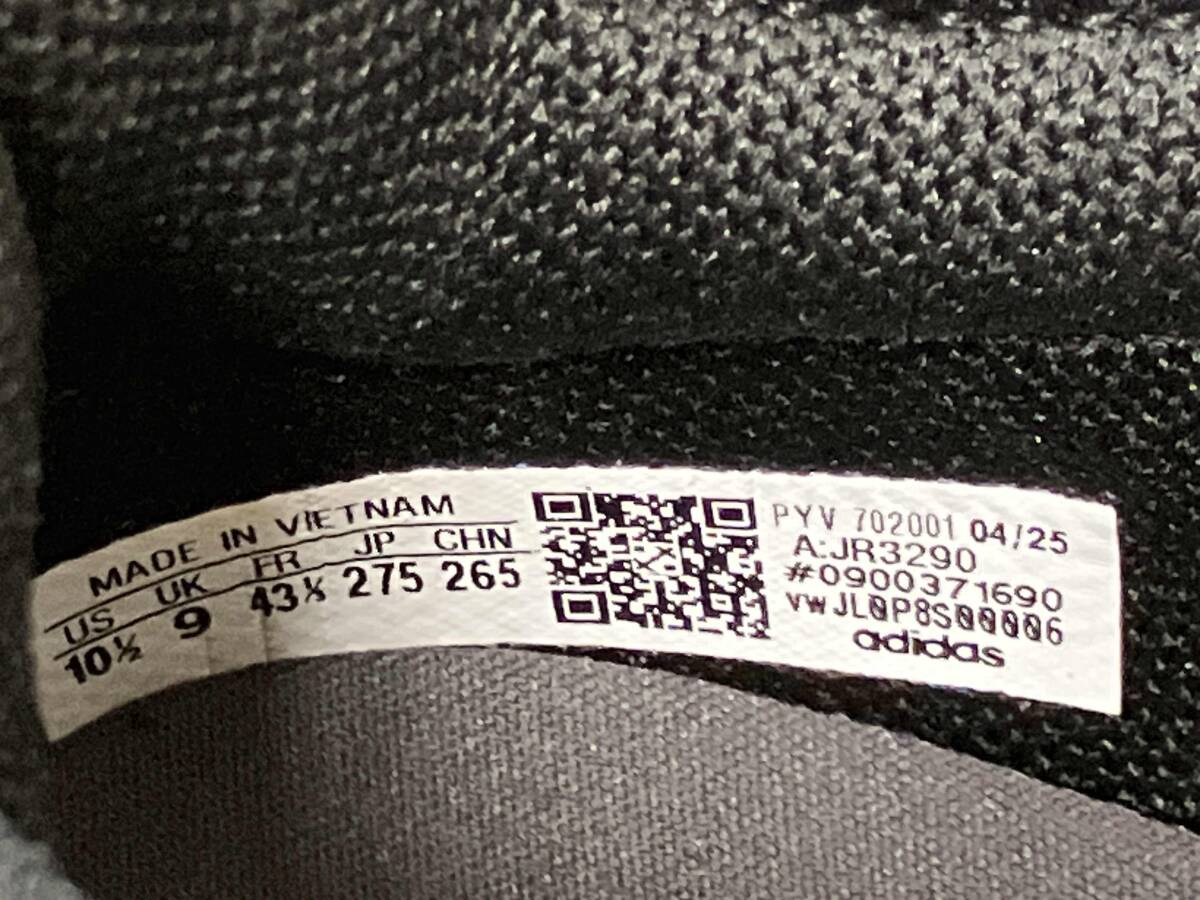 MADE IN VIETNAM
US UK FR JP CHN
10½ 9 43⅓ 275 265
PYV 702001 04/25
A:JR3290
#0900371690
vwJL0P8S00006
adidas